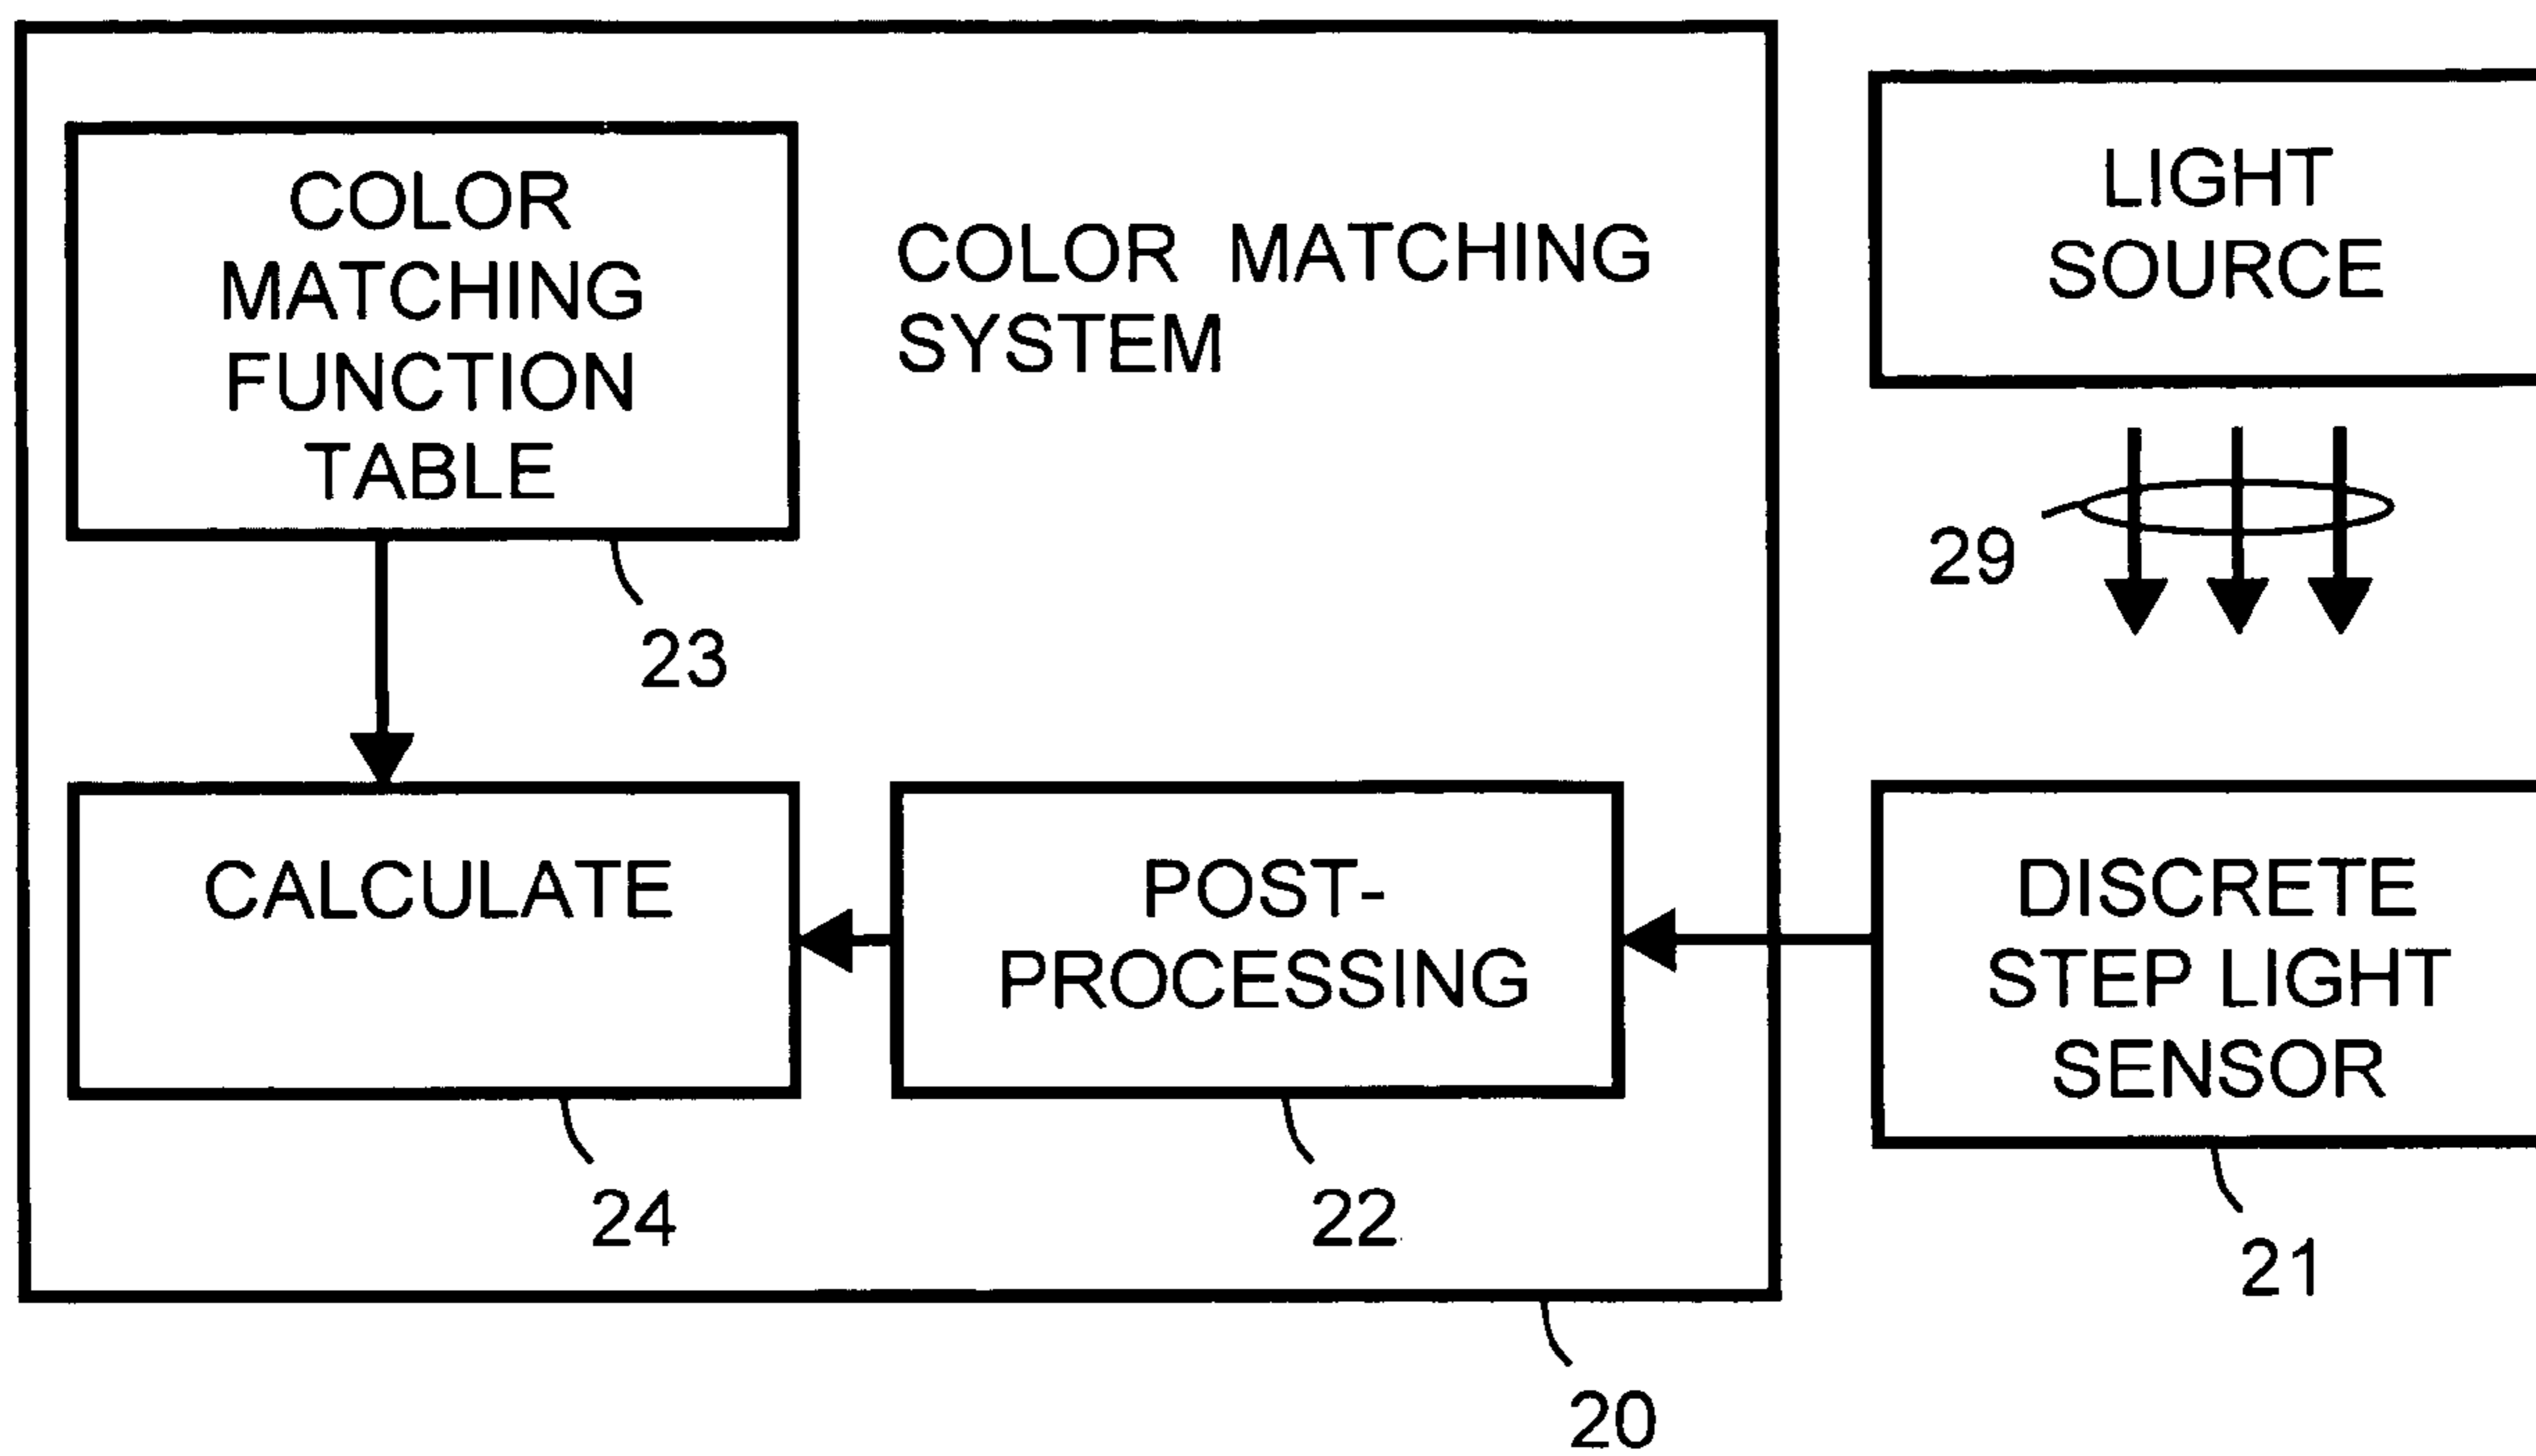 COLOR
MATCHING
FUNCTION
TABLE
23
COLOR MATCHING
SYSTEM
LIGHT
SOURCE
29
CALCULATE
24
POST-
PROCESSING
22
DISCRETE
STEP LIGHT
SENSOR
21
20